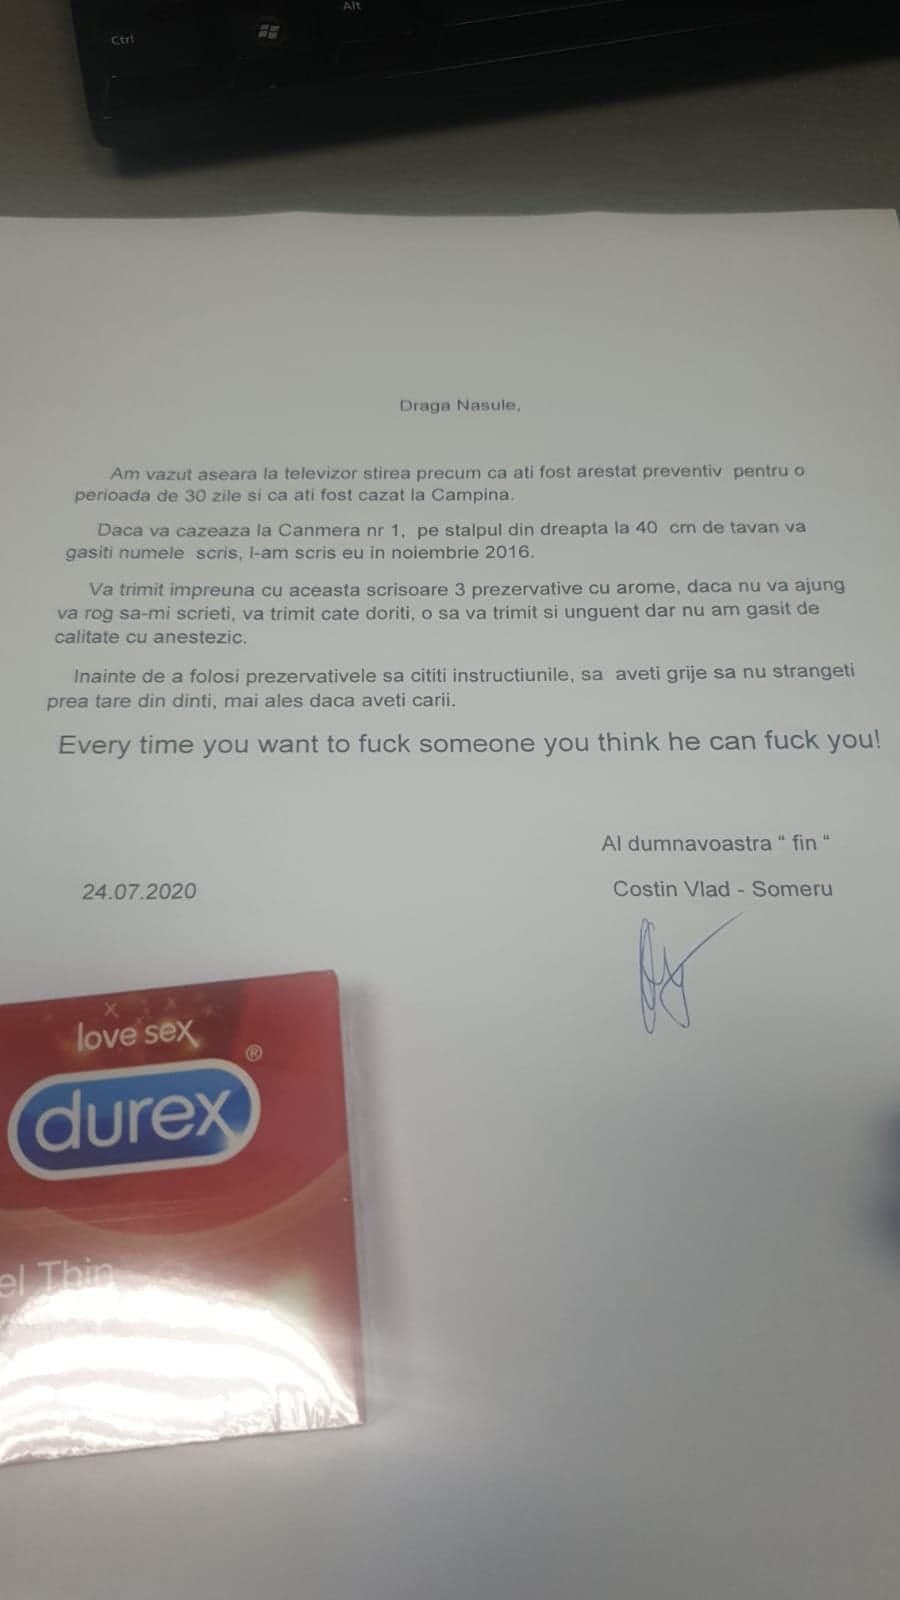 Ctrl
Alt
Draga Nasule,
Am vazut aseara la televizor stirea precum ca ati fost arestat preventiv pentru o
perioada de 30 zile si ca ati fost cazat la Campina.
Daca va cazeaza la Canmera nr 1, pe stalpul din dreapta la 40 cm de tavan va
gasiti numele scris, l-am scris eu in noiembrie 2016.
Va trimit impreuna cu aceasta scrisoare 3 prezervative cu arome, daca nu va ajung
va rog sa-mi scrieti, va trimit cate doriti, o sa va trimit si unguent dar nu am gasit de
calitate cu anestezic.
Inainte de a folosi prezervativele sa cititi instructiunile, sa aveti grije sa nu strangeti
prea tare din dinti, mai ales daca aveti carii.
Every time you want to fuck someone you think he can fuck you!
Al dumnavoastra “ fin “
24.07.2020
Costin Vlad - Someru
love sex
durex®
el Thin